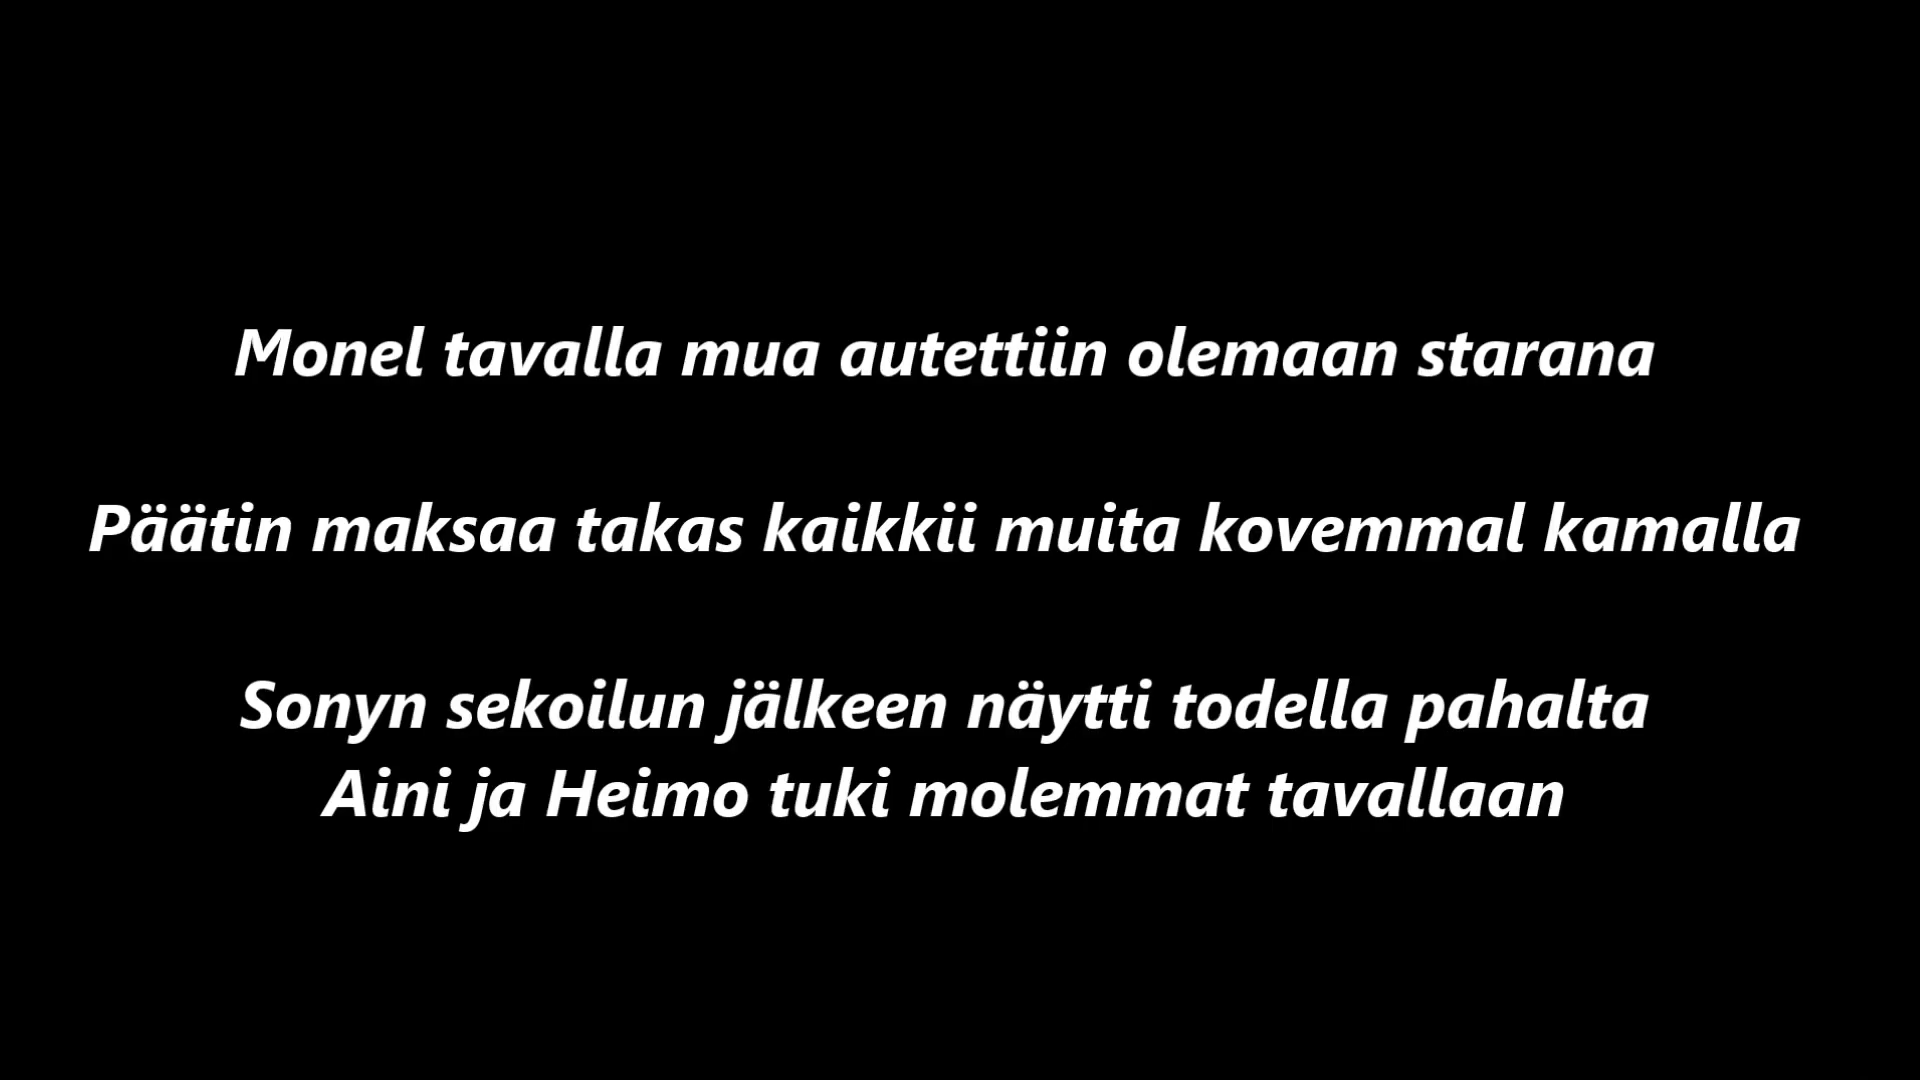 Monel tavalla mua autettiin olemaan starana
Päätin maksaa takas kaikkii muita kovemmal kamalla
Sonyn sekoilun jälkeen näytti todella pahalta
Aini ja Heimo tuki molemmat tavallaan